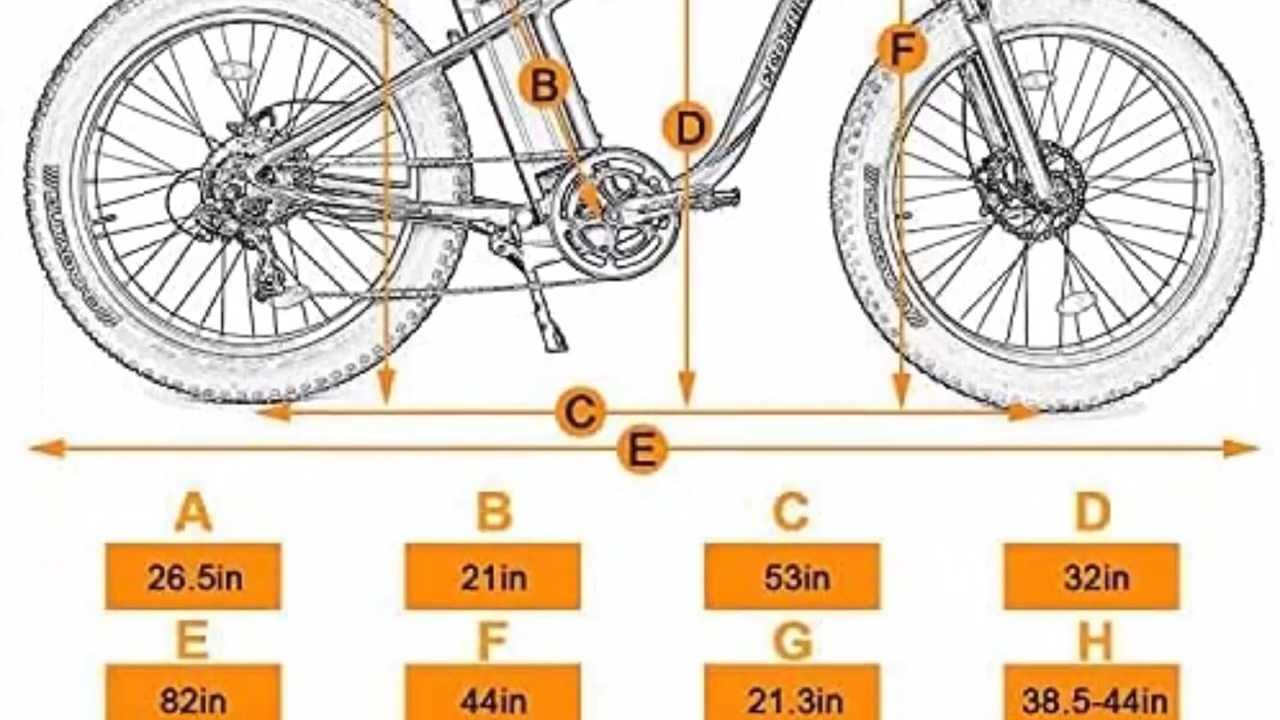 B
F
D
C
E
A B C D
26.5in 21in 53in 32in
E F G H
82in 44in 21.3in 38.5-44in